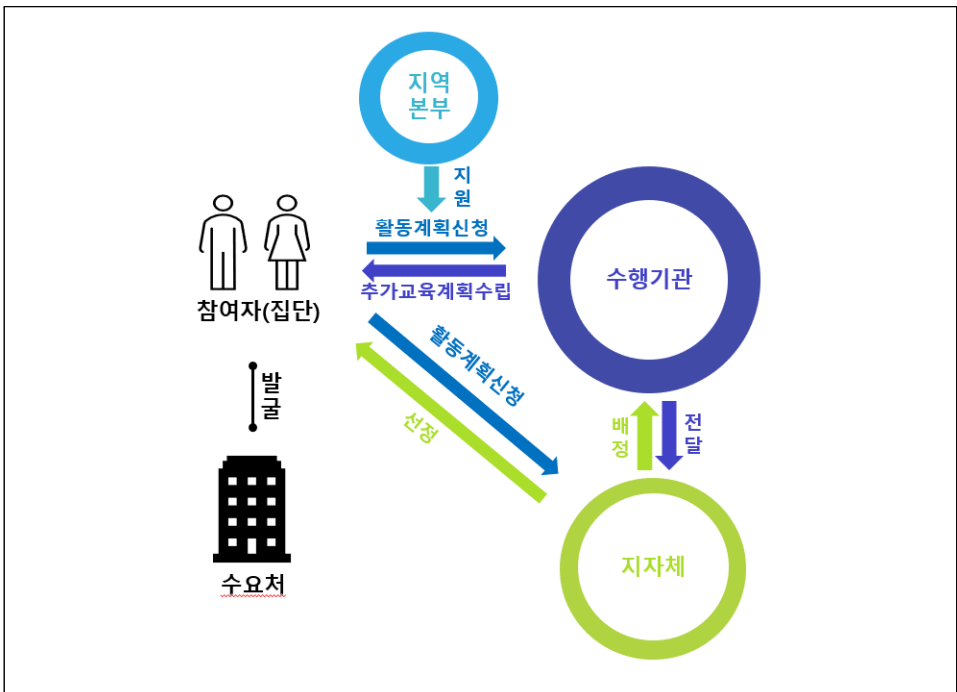 지역
본부
지
원
활동계획신청
추가교육계획수립
수행기관
참여자(집단)
활동계획신청
선정
발
굴
배
정
전
달
지자체
수요처